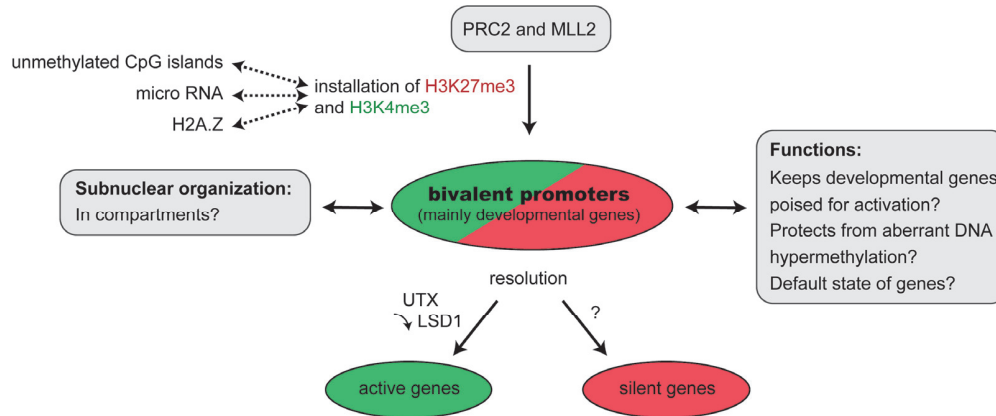 PRC2 and MLL2
unmethylated CpG islands
micro RNA
H2A.Z
installation of H3K27me3
and H3K4me3
Subnuclear organization:
In compartments?
bivalent promoters
(mainly developmental genes)
Functions:
Keeps developmental genes
poised for activation?
Protects from aberrant DNA
hypermethylation?
Default state of genes?
resolution
UTX
LSD1
?
active genes
silent genes